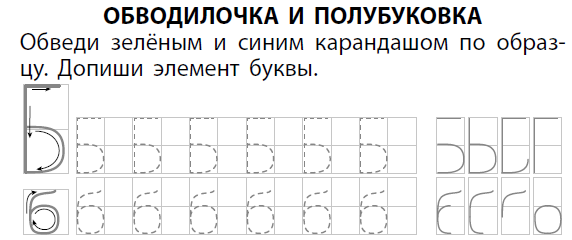 ОБВОДИЛОЧКА И ПОЛУБУКОВКА
Обведи зелёным и синим карандашом по образ-
цу. Допиши элемент буквы.
Б Б Б Б Б Б Б
б б б б б б б